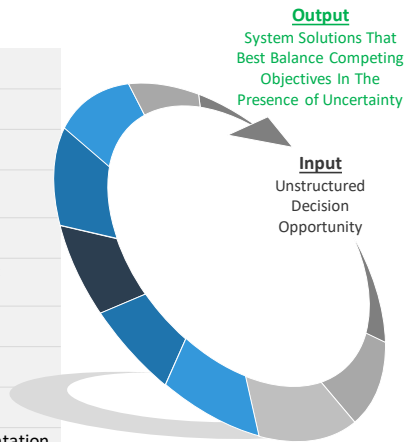 Output
System Solutions That
Best Balance Competing
Objectives In The
Presence of Uncertainty
Input
Unstructured
Decision
Opportunity